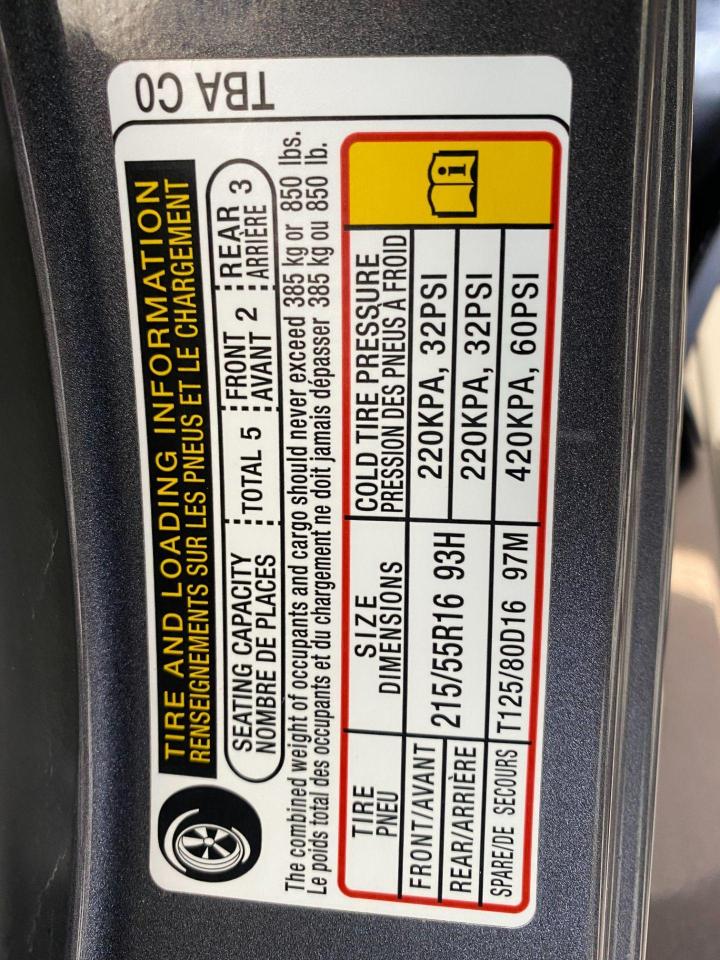 TBA C0
TIRE AND LOADING INFORMATION
RENSEIGNEMENTS SUR LES PNEUS ET LE CHARGEMENT
SEATING CAPACITY TOTAL 5 FRONT 2 REAR 3
NOMBRE DE PLACES AVANT ARRIÈRE
The combined weight of occupants and cargo should never exceed 385 kg or 850 lbs.
Le poids total des occupants et du chargement ne doit jamais dépasser 385 kg ou 850 lb.
TIRE SIZE COLD TIRE PRESSURE
PNEU DIMENSIONS PRESSION DES PNEUS À FROID
FRONT/AVANT 215/55R16 93H 220KPA, 32PSI
REAR/ARRIÈRE 220KPA, 32PSI
SPARE/DE SECOURS T125/80D16 97M 420KPA, 60PSI